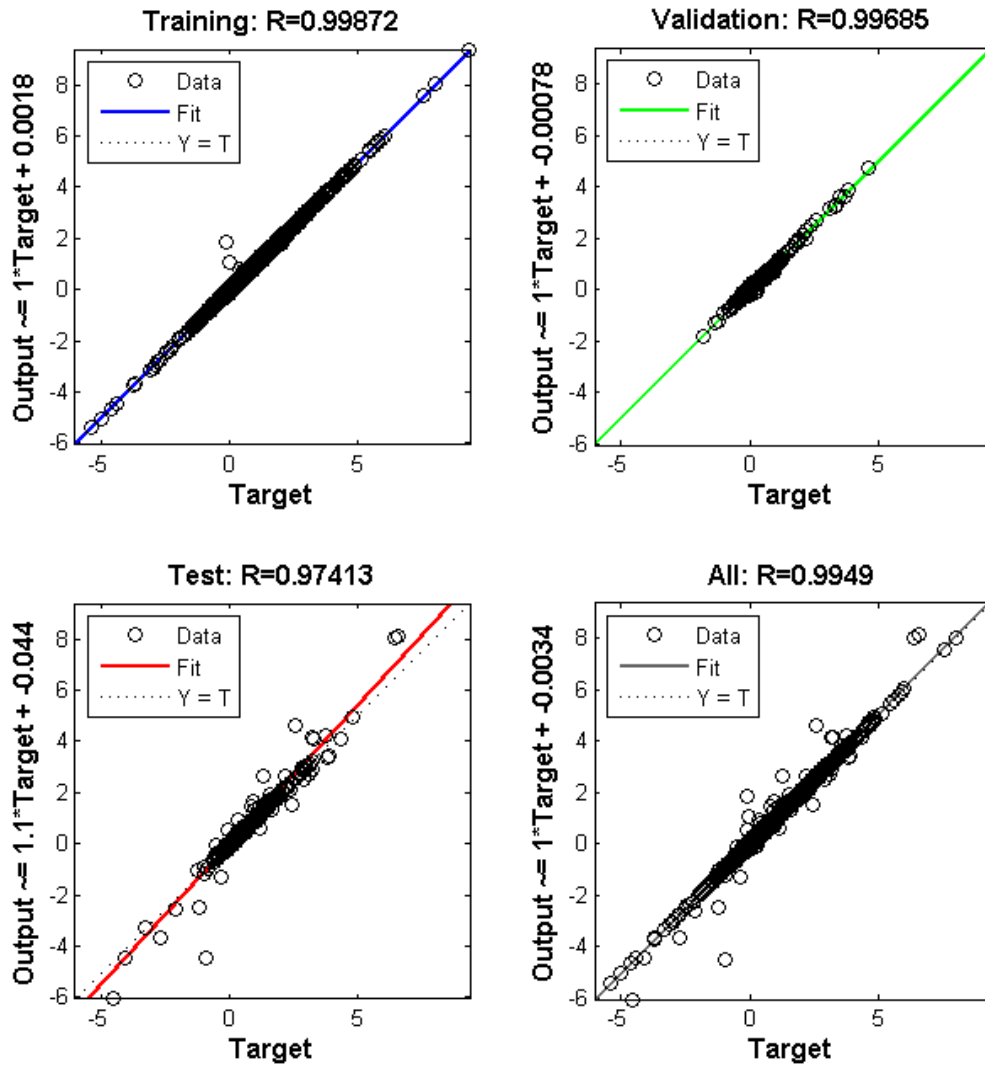 Training: R=0.99872
Output ~= 1*Target + 0.0018
8
6
4
2
0
-2
-4
-6
Data
Fit
Y = T
-5
0
5
Target
Validation: R=0.99685
Output ~= 1*Target + -0.00078
8
6
4
2
0
-2
-4
-6
Data
Fit
Y = T
-5
0
5
Target
Test: R=0.97413
Output ~= 1.1*Target + -0.044
8
6
4
2
0
-2
-4
-6
Data
Fit
Y = T
-5
0
5
Target
All: R=0.9949
Output ~= 1*Target + -0.0034
8
6
4
2
0
-2
-4
-6
Data
Fit
Y = T
-5
0
5
Target